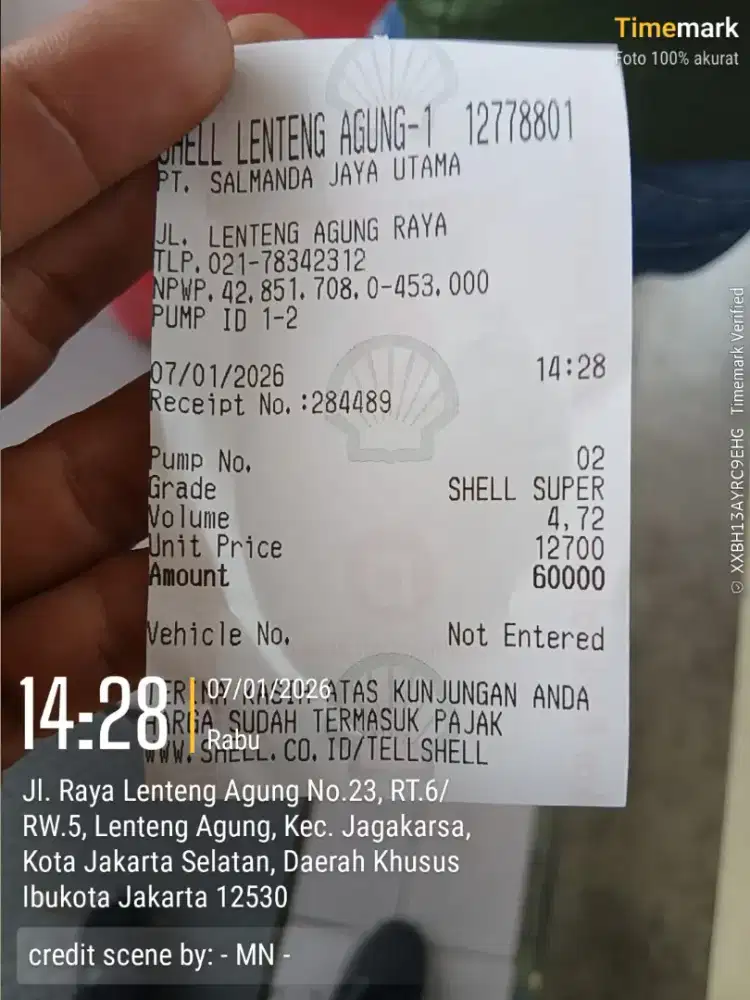 Timemark
Foto 100% akurat
SHELL LENTENG AGUNG-1 12778801
PT. SALMANDA JAYA UTAMA
JL. LENTENG AGUNG RAYA
TLP.021-78342312
NPWP.42.851.708.0-453.000
PUMP ID 1-2
07/01/2026 14:28
Receipt No.:284489
Pump No. 02
Grade SHELL SUPER
Volume 4,72
Unit Price 12700
Amount 60000
Vehicle No. Not Entered
TERIMA KASIH ATAS KUNJUNGAN ANDA
HARGA SUDAH TERMASUK PAJAK
WWW.SHELL.CO.ID/TELLSHELL
14:28
07/01/2026
Rabu
Jl. Raya Lenteng Agung No.23, RT.6/
RW.5, Lenteng Agung, Kec. Jagakarsa,
Kota Jakarta Selatan, Daerah Khusus
Ibukota Jakarta 12530
credit scene by: - MN -
XXBH13AYRC9EHG Timemark Verified